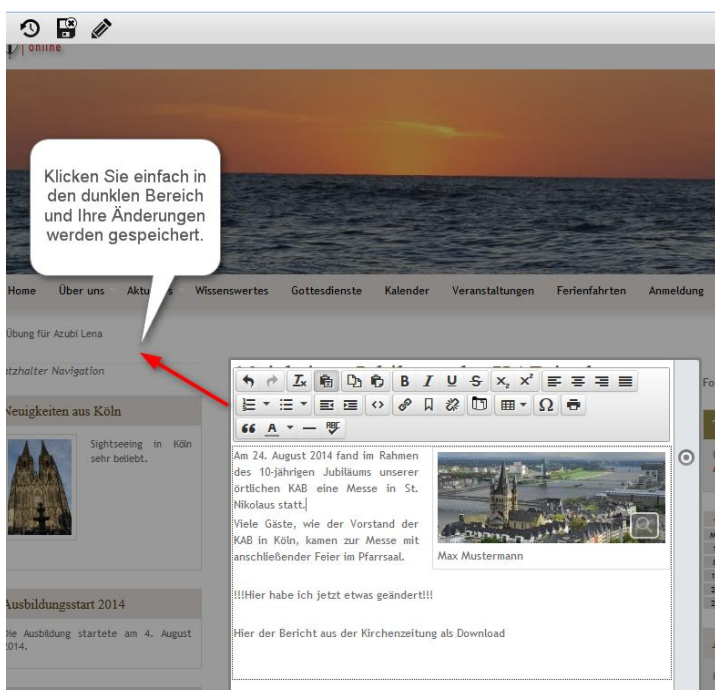 online
Klicken Sie einfach in
den dunklen Bereich
und Ihre Änderungen
werden gespeichert.
Home Über uns Wissenswertes Gottesdienste Kalender Veranstaltungen Ferienfahrten Anmeldung
Übung für Azubi Lena
Navigation
Neuigkeiten aus Köln
Sightseeing in Köln
sehr beliebt.
Am 24. August 2014 fand im Rahmen
des 10-jährigen Jubiläums unserer
örtlichen KAB eine Messe in St.
Nikolaus statt.
Viele Gäste, wie der Vorstand der
KAB in Köln, kamen zur Messe mit
anschließender Feier im Pfarrsaal.
Max Mustermann
!!!Hier habe ich jetzt etwas geändert!!!
Hier der Bericht aus der Kirchenzeitung als Download
Ausbildungsstart 2014
Die Ausbildung startete am 4. August
2014.